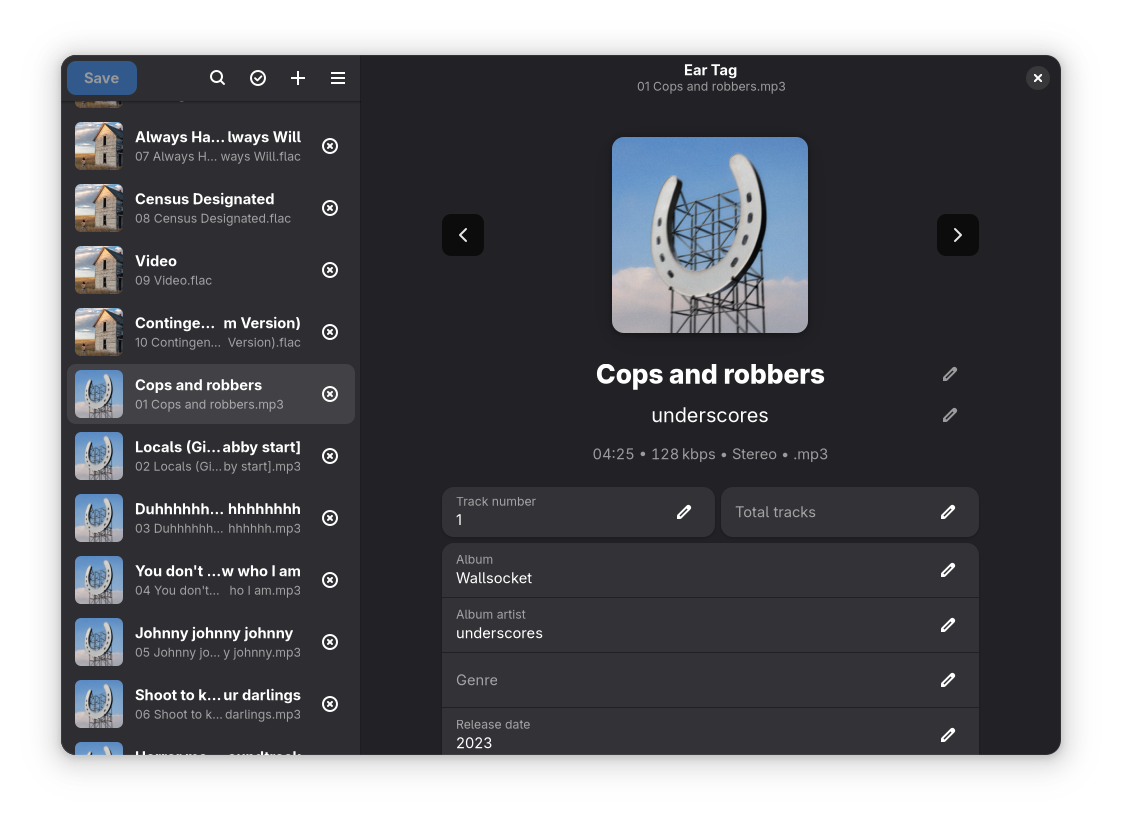 Save
Always Ha… lways Will
07 Always H… ways Will.flac
Census Designated
08 Census Designated.flac
Video
09 Video.flac
Continge… m Version)
10 Contingen… Version).flac
Cops and robbers
01 Cops and robbers.mp3
Locals (Gi…abby start]
02 Locals (Gi…by start].mp3
Duhhhhhh… hhhhhhhh
03 Duhhhhhh… hhhhhh.mp3
You don't …w who I am
04 You don't… ho I am.mp3
Johnny johnny johnny
05 Johnny jo… y johnny.mp3
Shoot to k…ur darlings
06 Shoot to k…darlings.mp3
Ear Tag
01 Cops and robbers.mp3
Cops and robbers
underscores
04:25 • 128 kbps • Stereo • .mp3
Track number
1
Total tracks
Album
Wallsocket
Album artist
underscores
Genre
Release date
2023